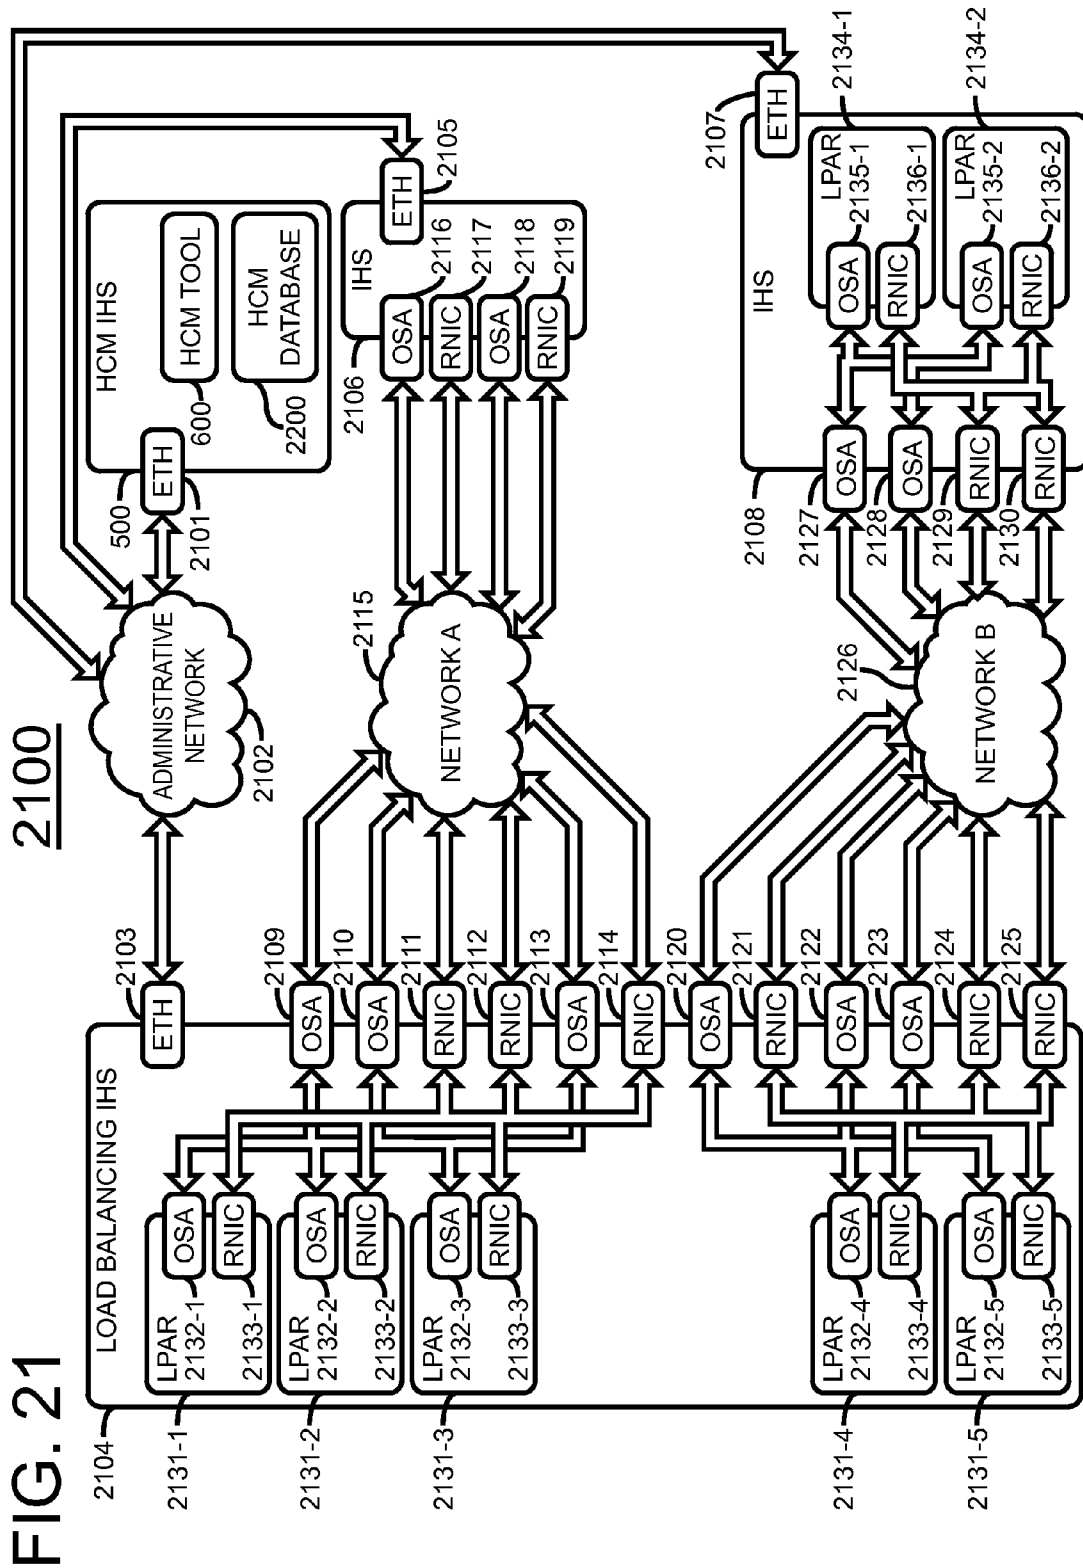 FIG. 21
2100
2104
LOAD BALANCING IHS
ETH
2103
ADMINISTRATIVE
NETWORK
2102
HCM IHS
500
ETH
2101
HCM TOOL
600
HCM
DATABASE
2200
2131-1
LPAR
2132-1
OSA
2133-1
RNIC
2131-2
LPAR
2132-2
OSA
2133-2
RNIC
2131-3
LPAR
2132-3
OSA
2133-3
RNIC
OSA
2109
OSA
2110
RNIC
2111
RNIC
2112
OSA
2113
RNIC
2114
NETWORK A
2115
IHS
2106
ETH
2105
OSA
2116
RNIC
2117
OSA
2118
RNIC
2119
2131-4
LPAR
2132-4
OSA
2133-4
RNIC
2131-5
LPAR
2132-5
OSA
2133-5
RNIC
OSA
2120
RNIC
2121
OSA
2122
OSA
2123
RNIC
2124
RNIC
2125
NETWORK B
2126
IHS
2108
ETH
2107
OSA
2127
OSA
2128
RNIC
2129
RNIC
2130
LPAR
2134-1
OSA
2135-1
RNIC
2136-1
LPAR
2134-2
OSA
2135-2
RNIC
2136-2